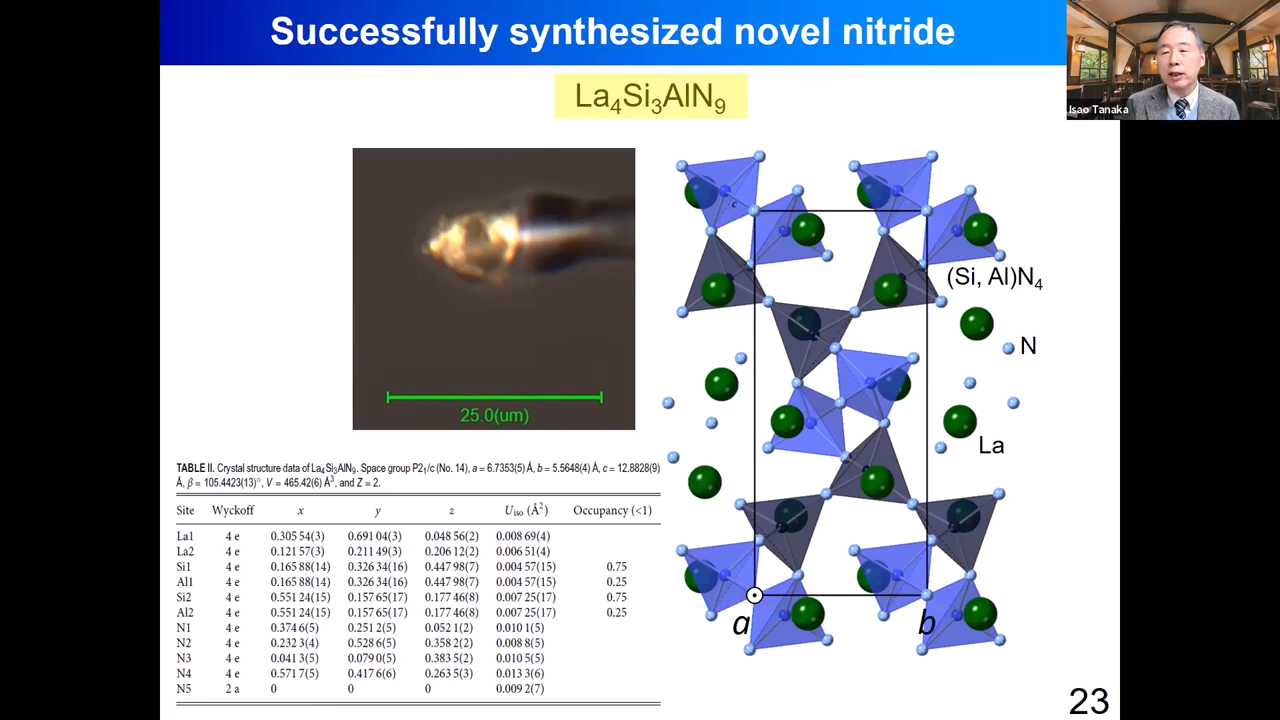 Successfully synthesized novel nitride
La₄Si₃AlN₉
Isao Tanaka
25.0(um)
c
(Si, Al)N₄
N
La
a
b
TABLE II. Crystal structure data of La₄Si₃AlN₉. Space group P2₁/c (No. 14), a = 6.7353(5) Å, b = 5.5648(4) Å, c = 12.8828(9)
Å, β = 105.4423(13)°, V = 465.42(6) Å³, and Z = 2.
Site Wyckoff x y z Uiso (Å²) Occupancy (<1)
La1 4 e 0.305 54(3) 0.691 04(3) 0.048 56(2) 0.008 69(4)
La2 4 e 0.121 57(3) 0.211 49(3) 0.206 12(2) 0.006 51(4)
Si1 4 e 0.165 88(14) 0.326 34(16) 0.447 98(7) 0.004 57(15) 0.75
Al1 4 e 0.165 88(14) 0.326 34(16) 0.447 98(7) 0.004 57(15) 0.25
Si2 4 e 0.551 24(15) 0.157 65(17) 0.177 46(8) 0.007 25(17) 0.75
Al2 4 e 0.551 24(15) 0.157 65(17) 0.177 46(8) 0.007 25(17) 0.25
N1 4 e 0.374 6(5) 0.251 2(5) 0.052 1(2) 0.010 1(5)
N2 4 e 0.232 3(4) 0.528 6(5) 0.358 2(2) 0.008 8(5)
N3 4 e 0.041 3(5) 0.079 0(5) 0.383 5(2) 0.010 5(5)
N4 4 e 0.571 7(5) 0.417 6(6) 0.263 5(3) 0.013 3(6)
N5 2 a 0 0 0 0.009 2(7)
23